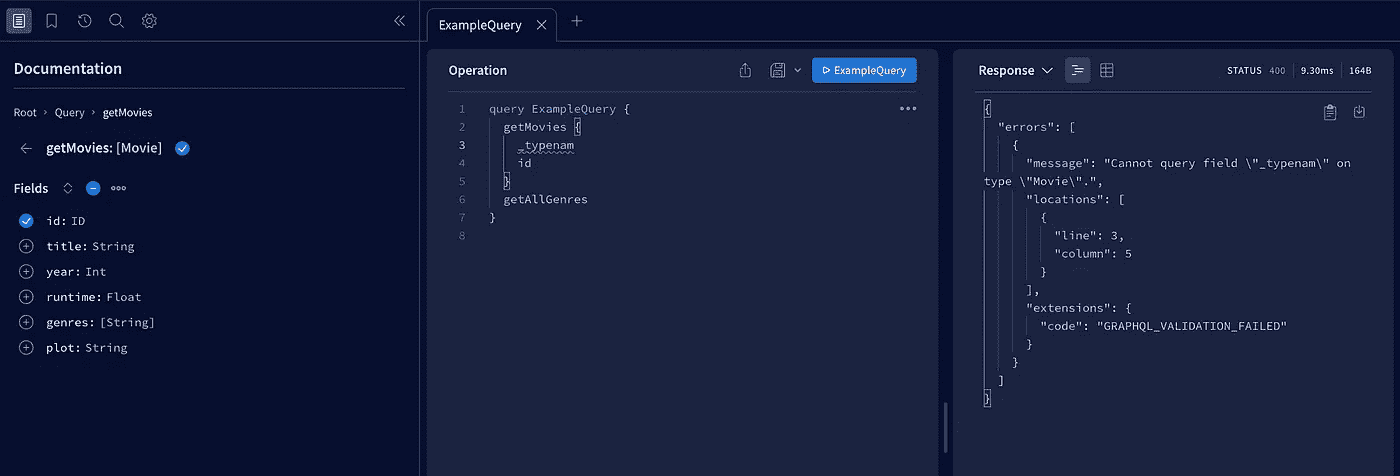 Documentation
Root > Query > getMovies
getMovies: [Movie]
Fields
id: ID
title: String
year: Int
runtime: Float
genres: [String]
plot: String
ExampleQuery
Operation
ExampleQuery
1 query ExampleQuery {
2 getMovies {
3 _typenam
4 id
5 }
6 getAllGenres
7 }
8
Response
STATUS 400 9.30ms 164B
{
"errors": [
{
"message": "Cannot query field \"_typenam\" on
type \"Movie\".",
"locations": [
{
"line": 3,
"column": 5
}
],
"extensions": {
"code": "GRAPHQL_VALIDATION_FAILED"
}
}
]
}